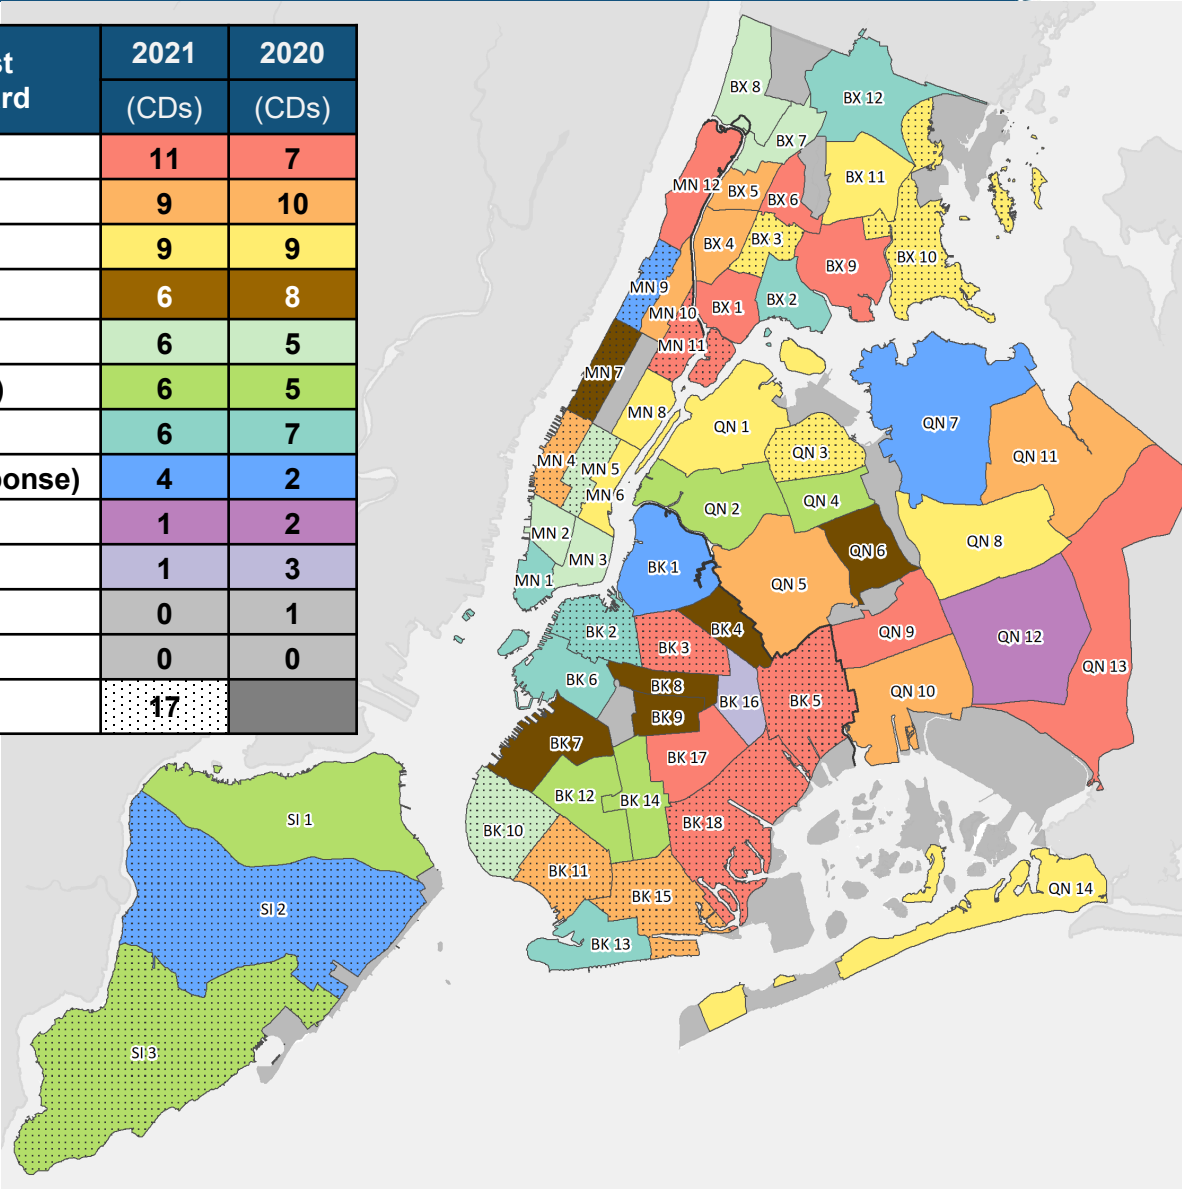 st 2021 2020
rd (CDs) (CDs)
11 7
9 10
9 9
6 8
6 5
) 6 5
6 7
onse) 4 2
1 2
1 3
0 1
0 0
17
BX 8
BX 12
BX 7
BX 11
MN 12
BX 5
BX 6
BX 3
BX 4
BX 10
BX 9
MN 9
BX 2
BX 1
MN 10
MN 11
MN 7
MN 8
QN 7
QN 1
QN 3
QN 11
MN 4
MN 5
MN 6
QN 4
QN 2
MN 2
QN 8
QN 6
MN 3
BK 1
MN 1
QN 5
BK 4
BK 2
QN 9
QN 12
BK 3
QN 13
BK 6
BK 8
QN 10
BK 16
BK 5
BK 9
BK 7
BK 17
BK 12
BK 14
SI 1
BK 18
BK 10
BK 11
QN 14
BK 15
SI 2
BK 13
SI 3